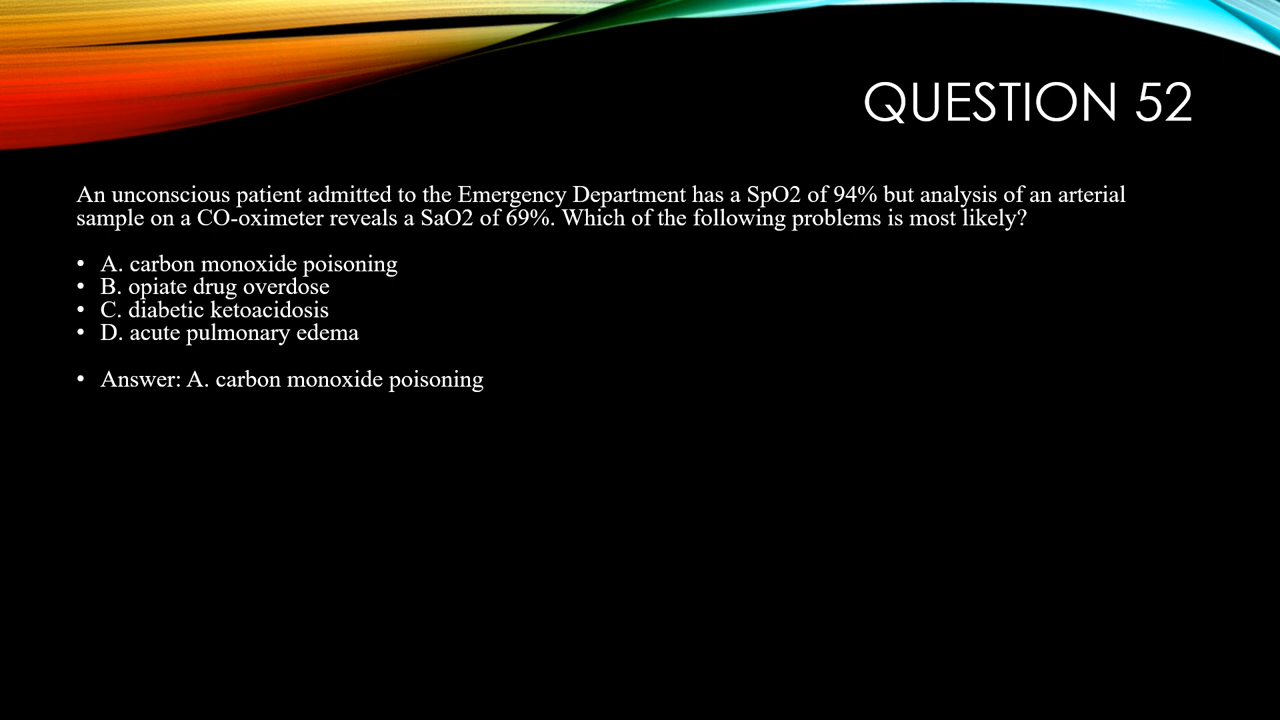 QUESTION 52
An unconscious patient admitted to the Emergency Department has a SpO2 of 94% but analysis of an arterial
sample on a CO-oximeter reveals a SaO2 of 69%. Which of the following problems is most likely?
• A. carbon monoxide poisoning
• B. opiate drug overdose
• C. diabetic ketoacidosis
• D. acute pulmonary edema
• Answer: A. carbon monoxide poisoning